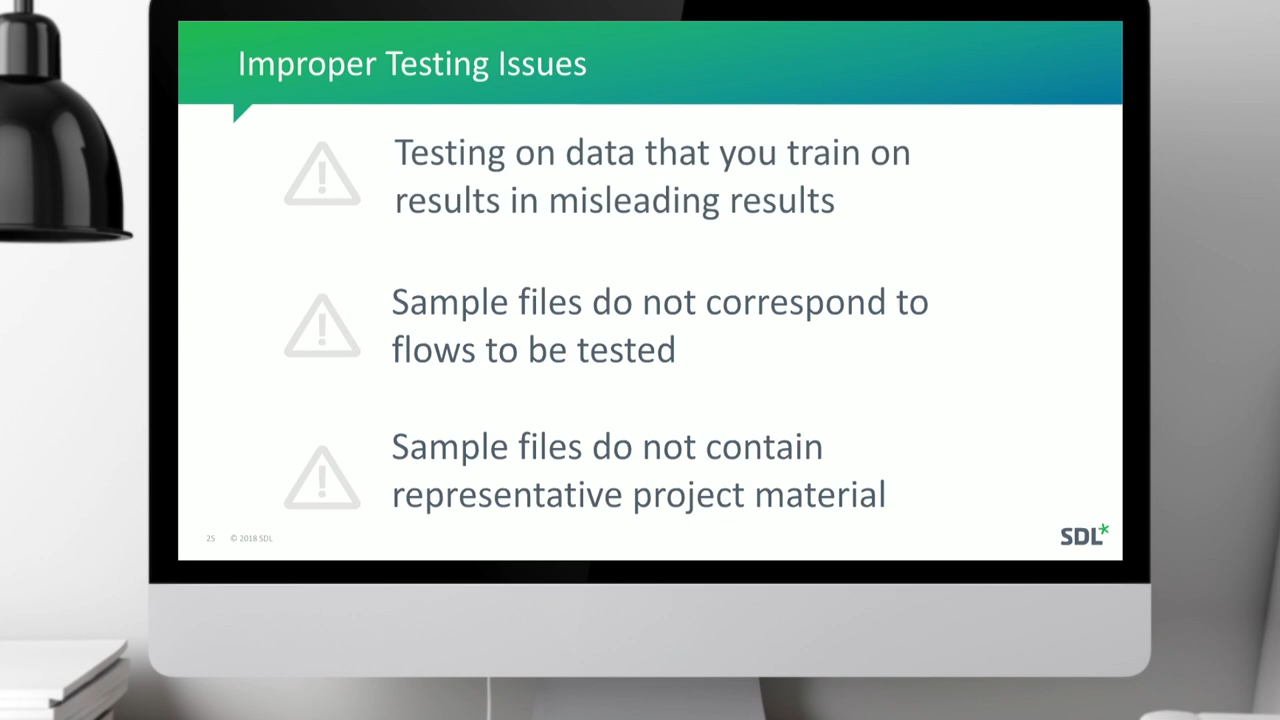 Improper Testing Issues
Testing on data that you train on
results in misleading results
Sample files do not correspond to
flows to be tested
Sample files do not contain
representative project material
25 © 2018 SDL
SDL*